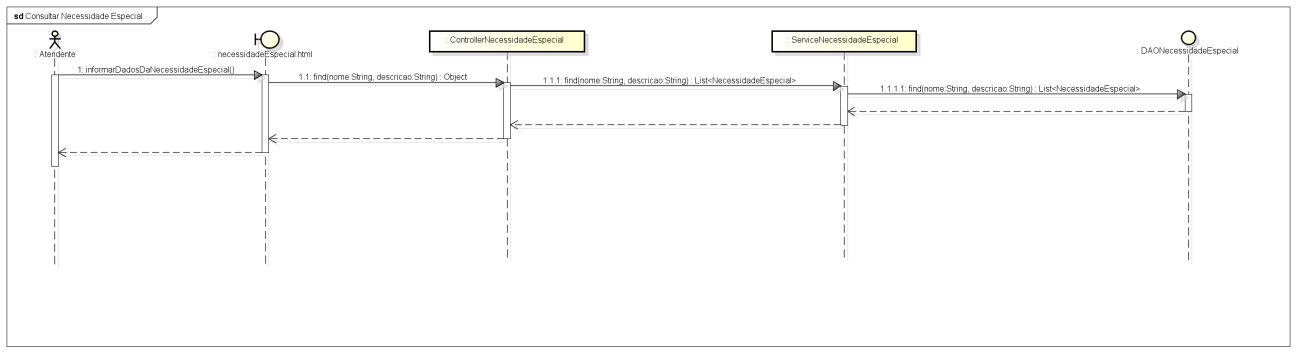 sd Consultar Necessidade Especial
: Atendente
: necessidadeEspecial.html
: ControllerNecessidadeEspecial
: ServiceNecessidadeEspecial
: DAONecessidadeEspecial
1: informarDadosDaNecessidadeEspecial()
1.1: find(nome:String, descricao:String) : Object
1.1.1: find(nome:String, descricao:String) : List<NecessidadeEspecial>
1.1.1.1: find(nome:String, descricao:String) : List<NecessidadeEspecial>